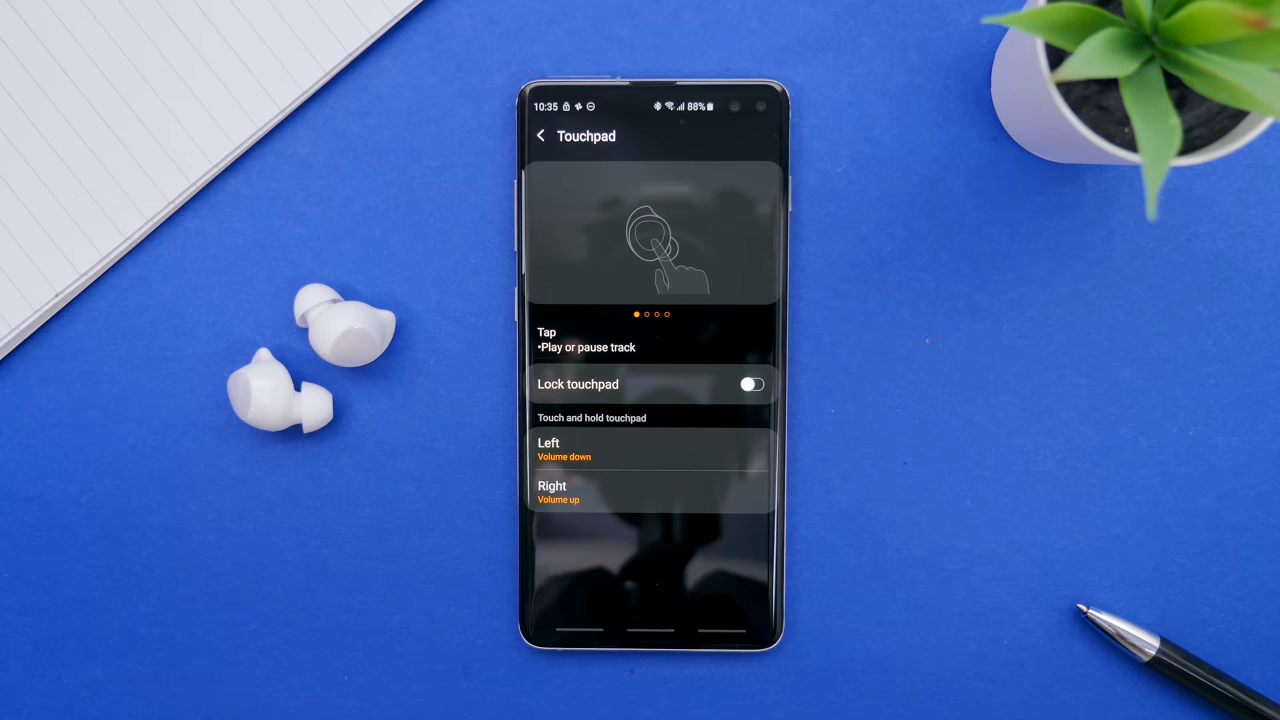 10:35 88%
Touchpad
Tap
•Play or pause track
Lock touchpad
Touch and hold touchpad
Left
Volume down
Right
Volume up